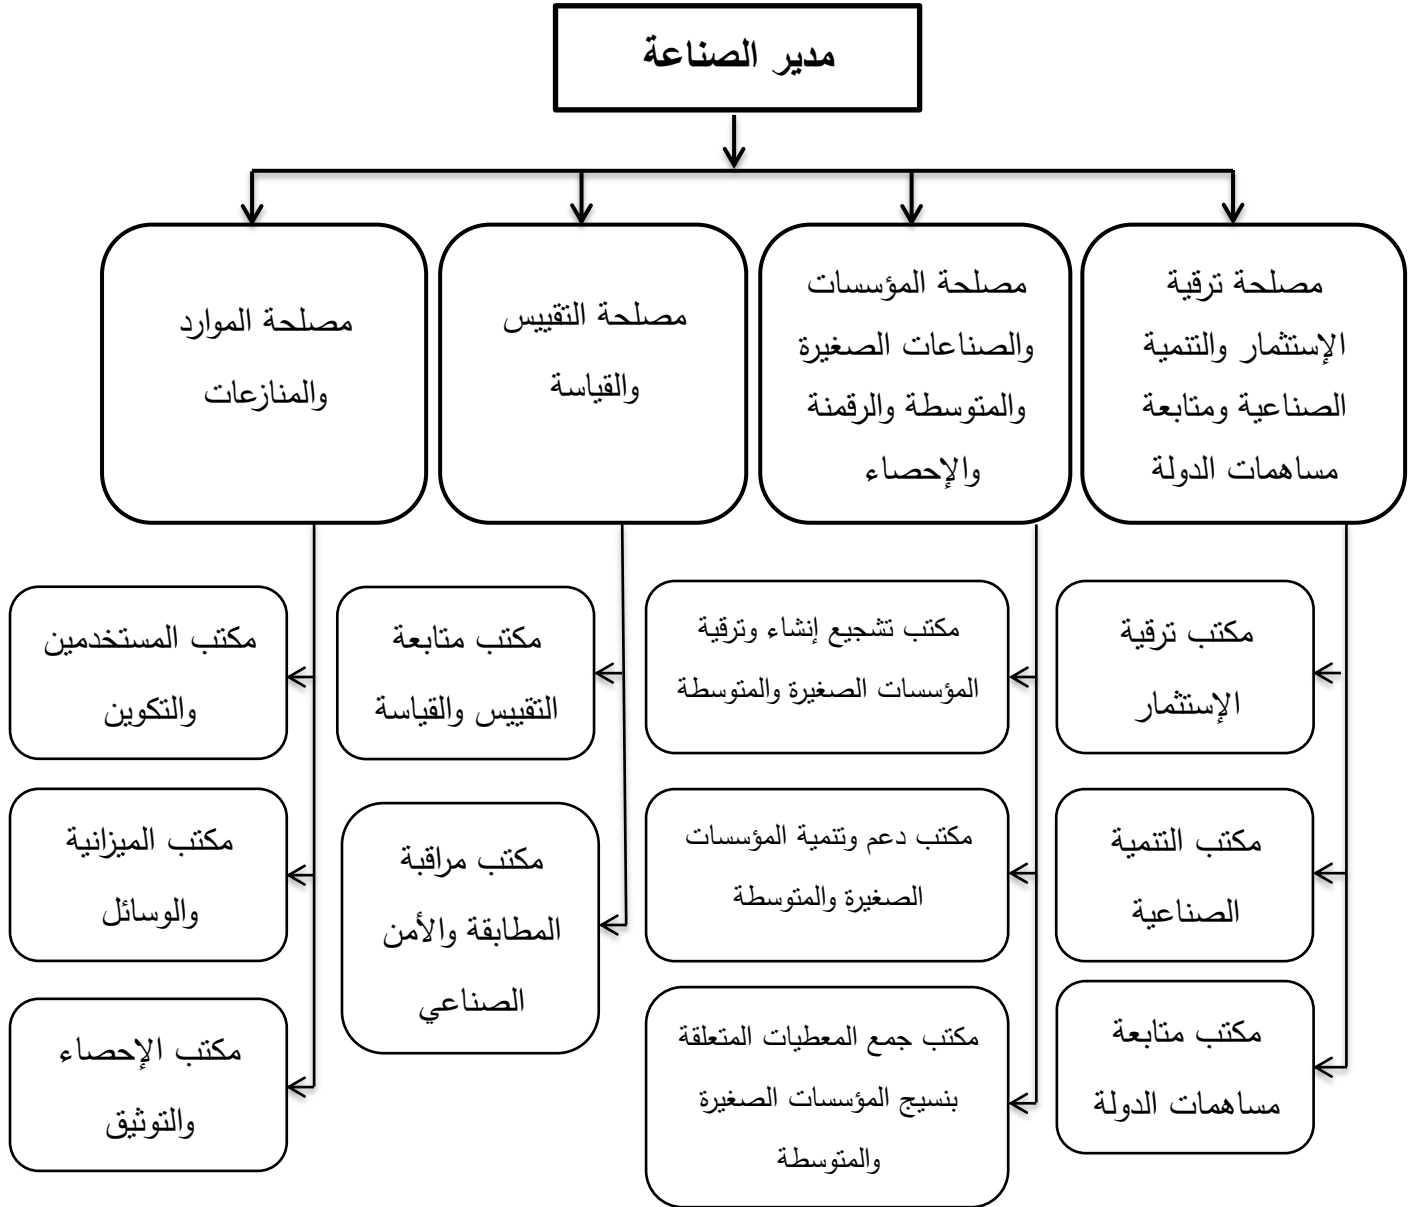 مدير الصناعة
مصلحة ترقية
الإستثمار والتنمية
الصناعية ومتابعة
مساهمات الدولة
مصلحة المؤسسات
والصناعات الصغيرة
والمتوسطة والرقمنة
والإحصاء
مصلحة التقييس
والقياسة
مصلحة الموارد
والمنازعات
مكتب ترقية
الإستثمار
مكتب التنمية
الصناعية
مكتب متابعة
مساهمات الدولة
مكتب تشجيع إنشاء وترقية
المؤسسات الصغيرة والمتوسطة
مكتب دعم وتنمية المؤسسات
الصغيرة والمتوسطة
مكتب جمع المعطيات المتعلقة
بنسيج المؤسسات الصغيرة
والمتوسطة
مكتب متابعة
التقييس والقياسة
مكتب مراقبة
المطابقة والأمن
الصناعي
مكتب المستخدمين
والتكوين
مكتب الميزانية
والوسائل
مكتب الإحصاء
والتوثيق